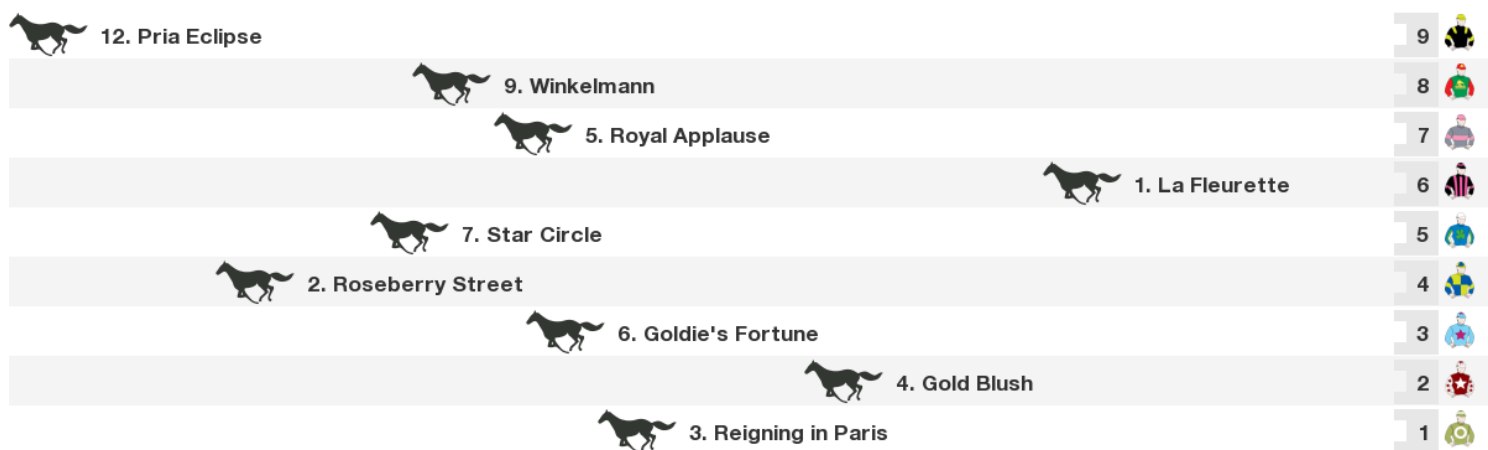 12. Pria Eclipse 9
9. Winkelmann 8
5. Royal Applause 7
1. La Fleurette 6
7. Star Circle 5
2. Roseberry Street 4
6. Goldie's Fortune 3
4. Gold Blush 2
3. Reigning in Paris 1